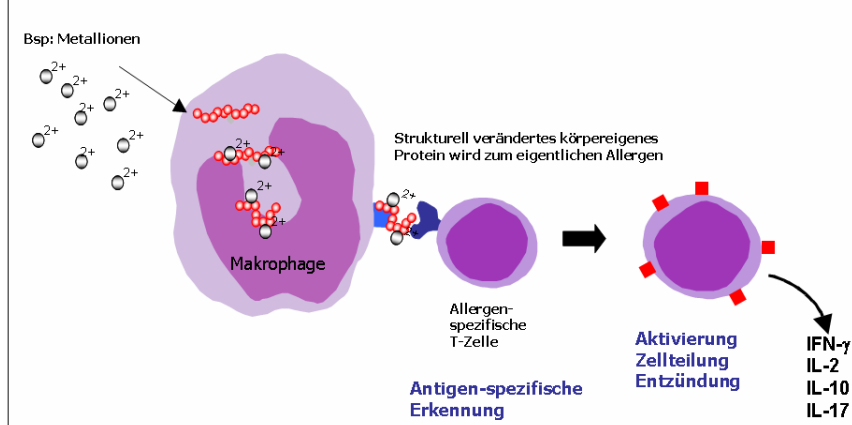 Bsp: Metallionen
2+
2+
2+
2+
2+
2+
2+
2+
2+
2+
2+
2+
Makrophage
Strukturell verändertes körpereigenes
Protein wird zum eigentlichen Allergen
2+
2+
Allergen-
spezifische
T-Zelle
Antigen-spezifische
Erkennung
Aktivierung
Zellteilung
Entzündung
IFN-γ
IL-2
IL-10
IL-17